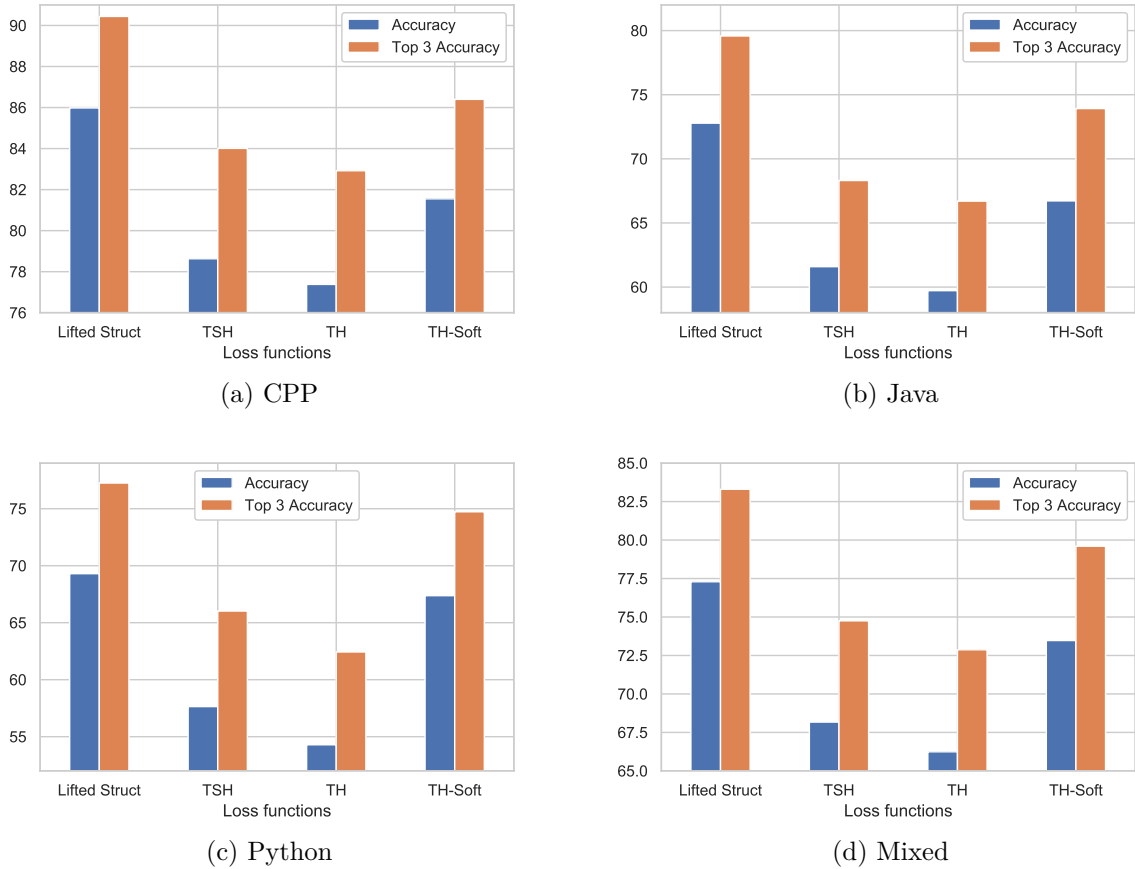 90
88
86
84
82
80
78
76
Accuracy
Top 3 Accuracy
Lifted Struct TSH TH TH-Soft
Loss functions
(a) CPP
80
75
70
65
60
Accuracy
Top 3 Accuracy
Lifted Struct TSH TH TH-Soft
Loss functions
(b) Java
75
70
65
60
55
Accuracy
Top 3 Accuracy
Lifted Struct TSH TH TH-Soft
Loss functions
(c) Python
85.0
82.5
80.0
77.5
75.0
72.5
70.0
67.5
65.0
Accuracy
Top 3 Accuracy
Lifted Struct TSH TH TH-Soft
Loss functions
(d) Mixed